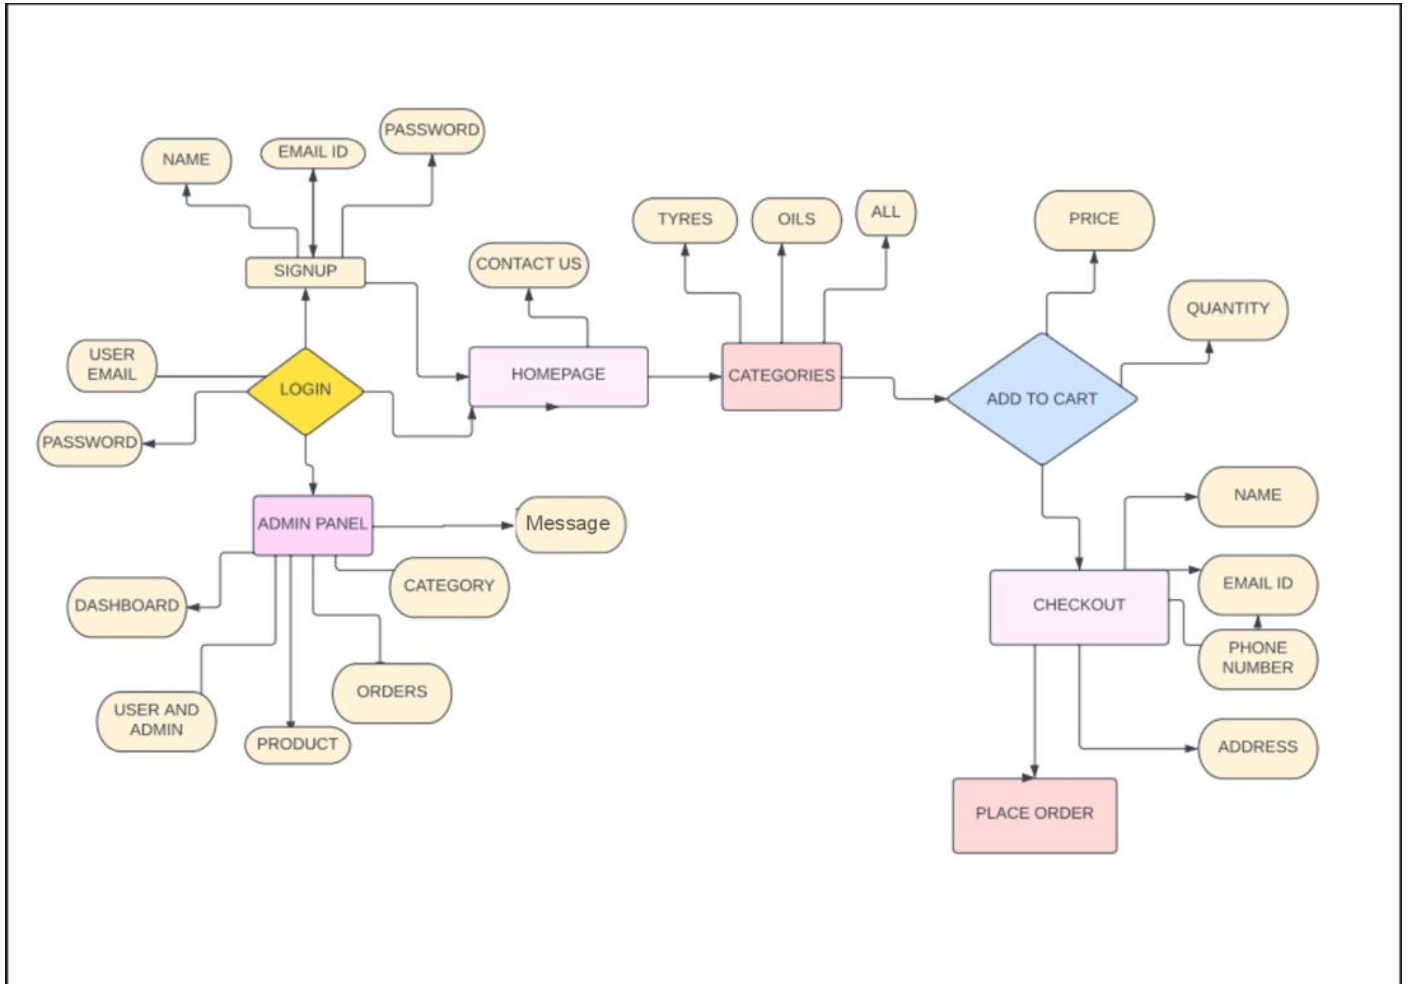 PASSWORD
NAME
EMAIL ID
SIGNUP
USER
EMAIL
LOGIN
PASSWORD
CONTACT US
HOMEPAGE
TYRES
OILS
ALL
CATEGORIES
PRICE
QUANTITY
ADD TO CART
ADMIN PANEL
Message
CATEGORY
DASHBOARD
ORDERS
USER AND
ADMIN
PRODUCT
NAME
CHECKOUT
EMAIL ID
PHONE
NUMBER
ADDRESS
PLACE ORDER